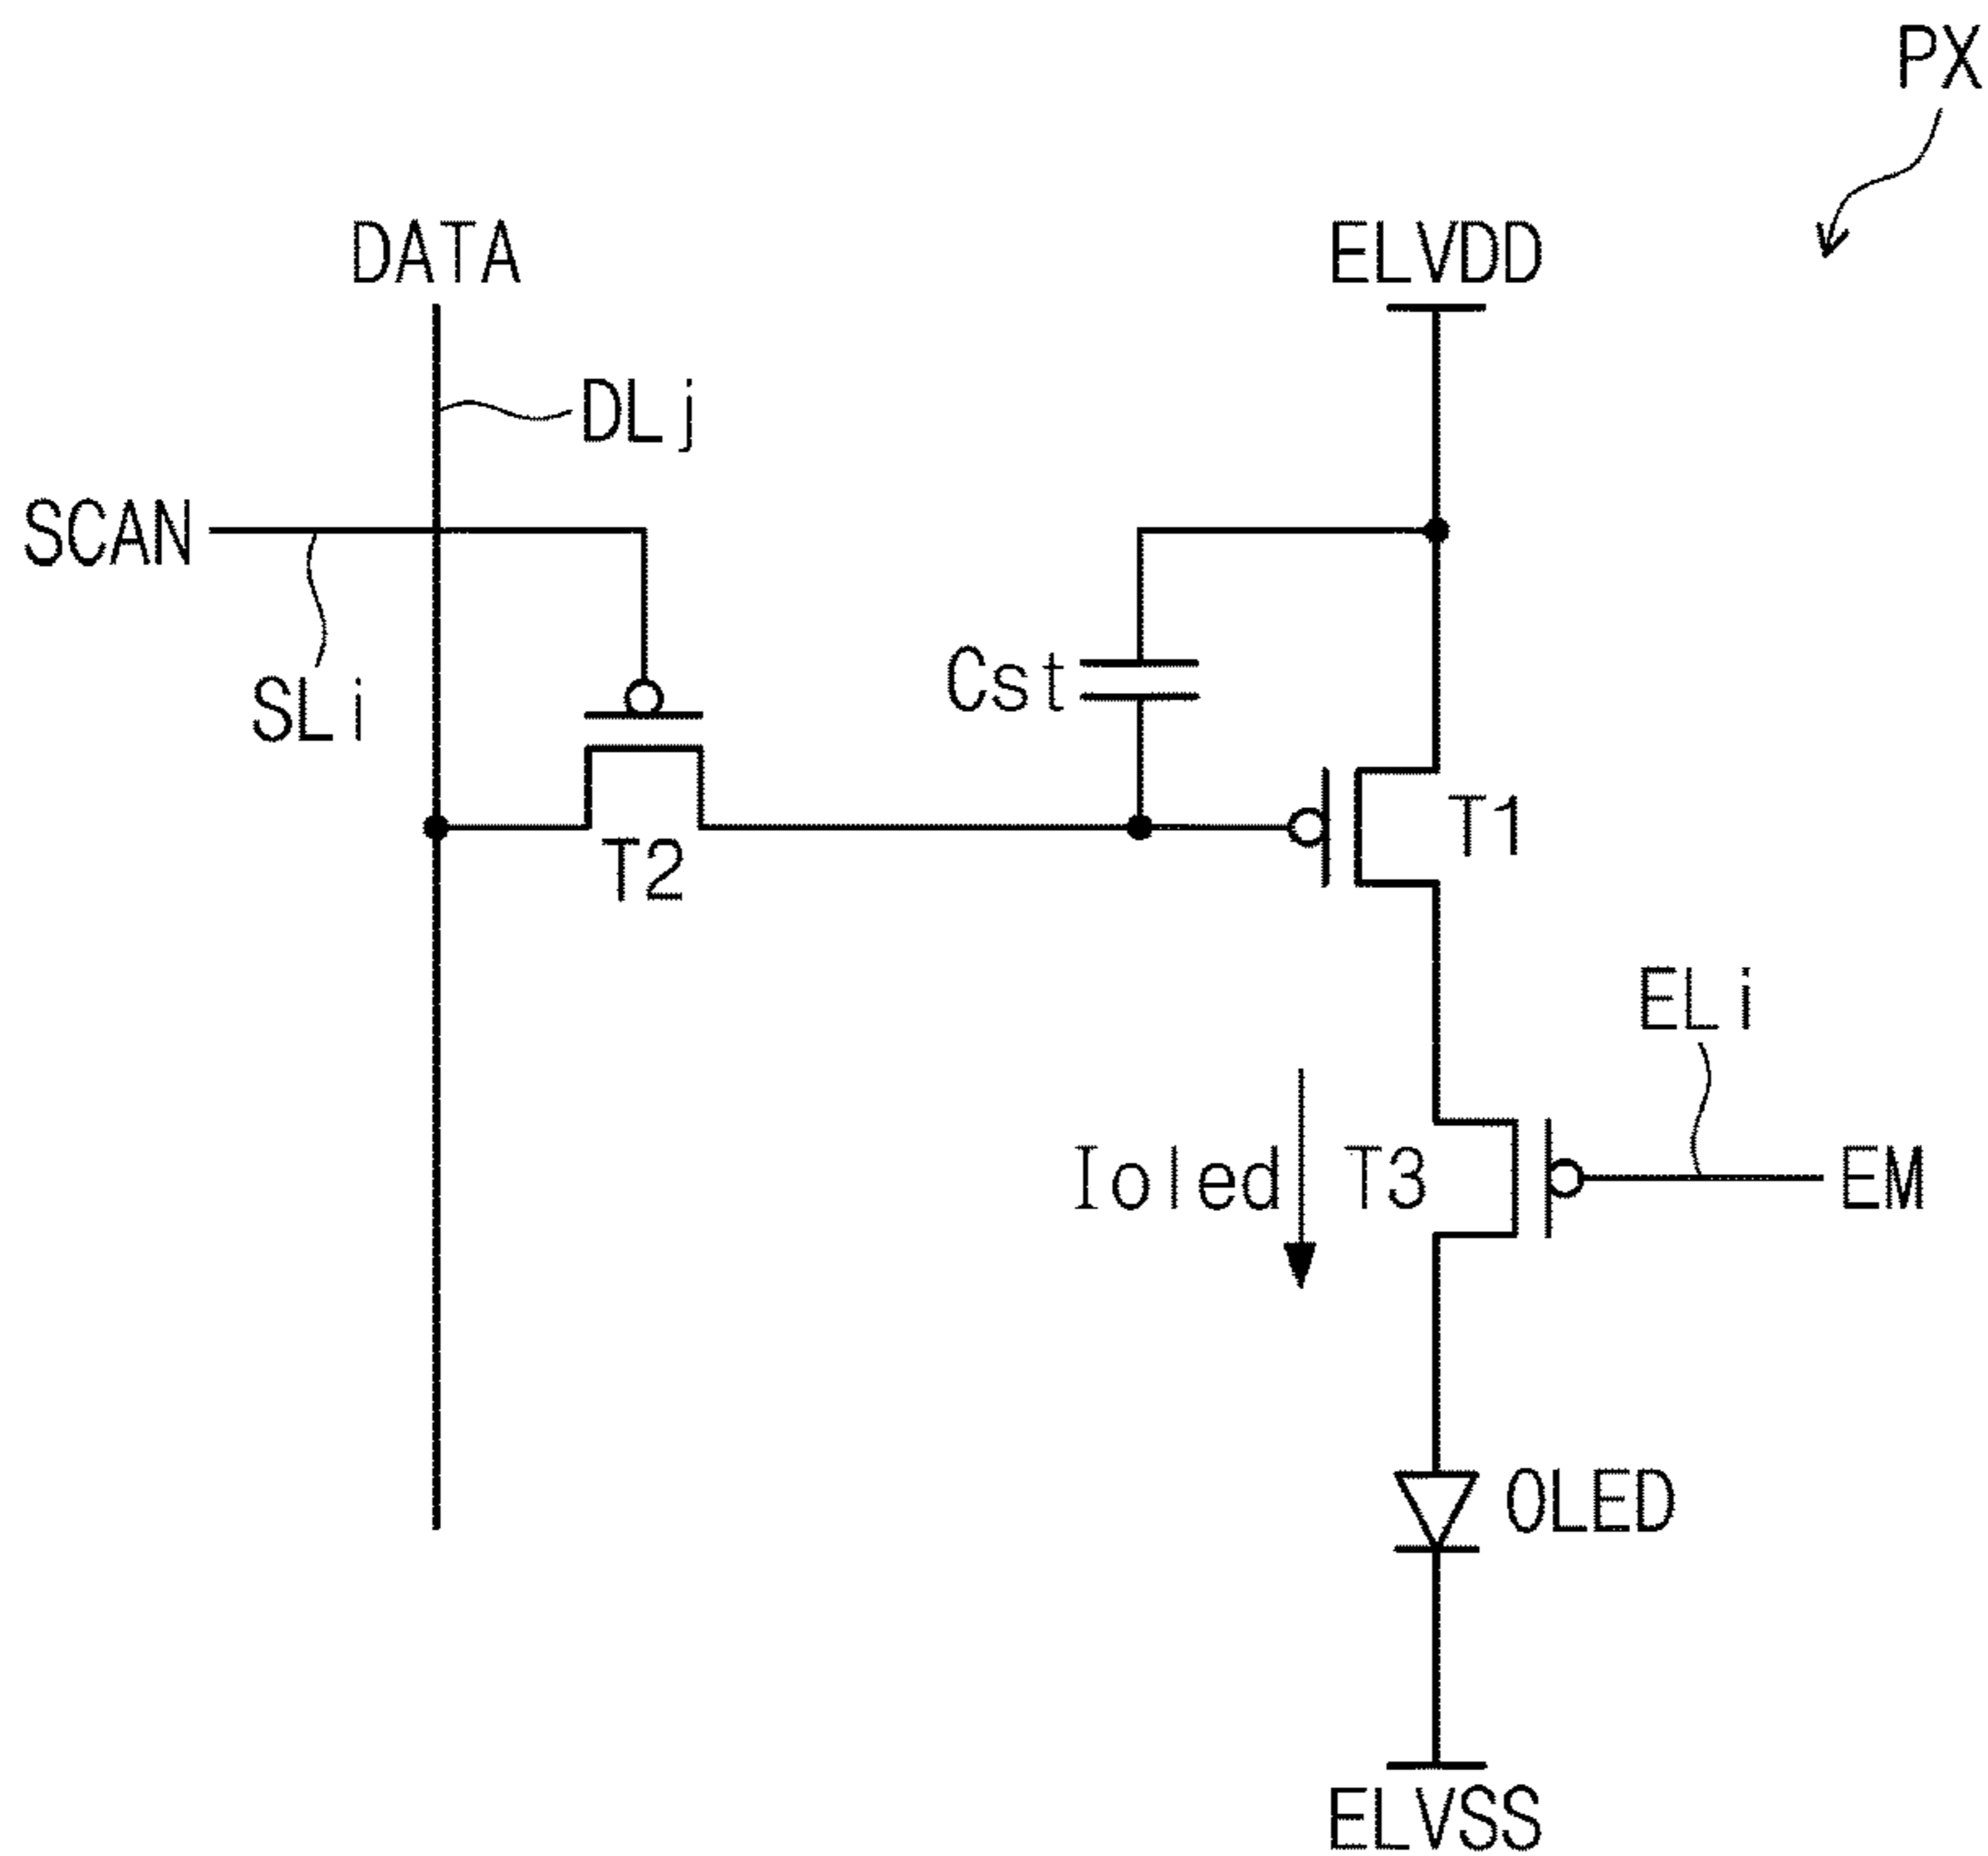 PX
DATA
ELVDD
DLj
SCAN
SLi
Cst
T1
T2
ELi
Ioled
T3
EM
OLED
ELVSS